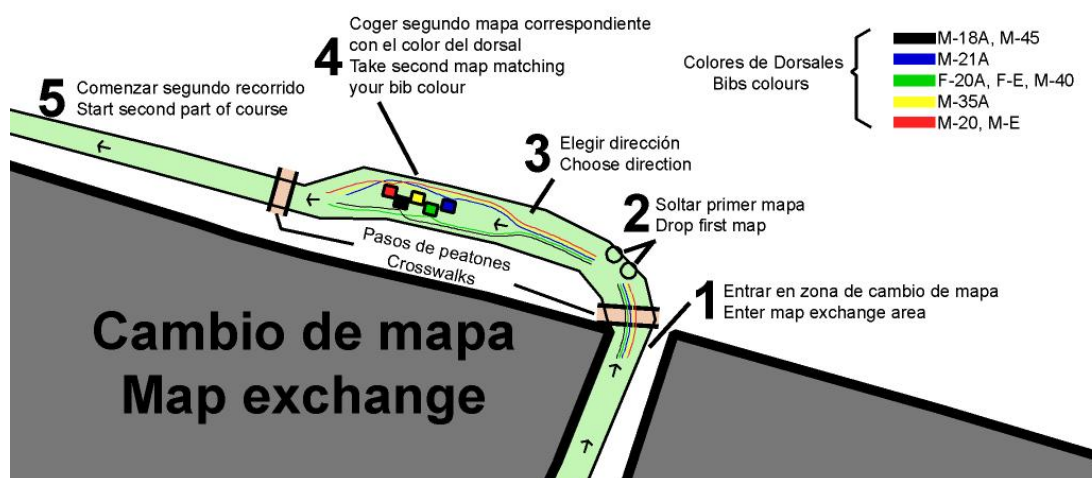 Cambio de mapa
Map exchange
1
Entrar en zona de cambio de mapa
Enter map exchange area
2
Soltar primer mapa
Drop first map
3
Elegir dirección
Choose direction
4
Coger segundo mapa correspondiente
con el color del dorsal
Take second map matching
your bib colour
5
Comenzar segundo recorrido
Start second part of course
Pasos de peatones
Crosswalks
Colores de Dorsales
Bibs colours
M-18A, M-45
M-21A
F-20A, F-E, M-40
M-35A
M-20, M-E